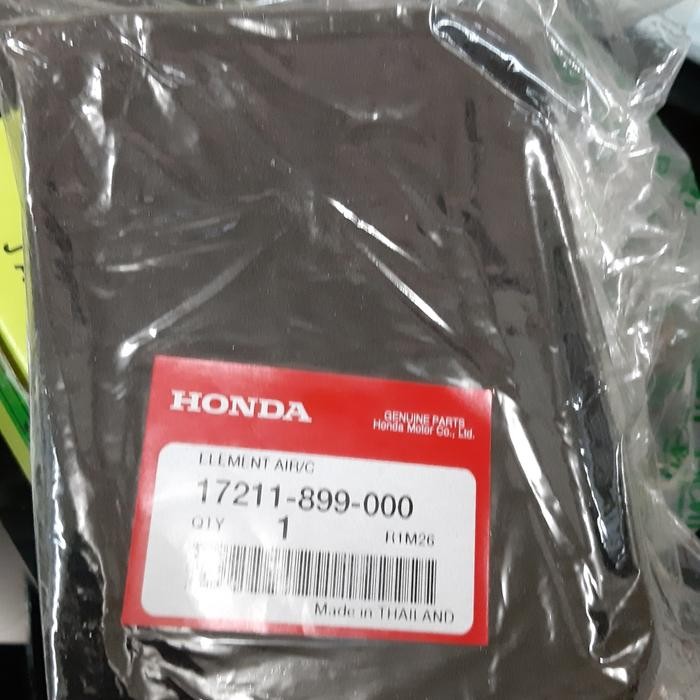 HONDA
GENUINE PARTS
Honda Motor Co., Ltd.
ELEMENT AIR/C
17211-899-000
QTY 1 R1M26
Made in THAILAND